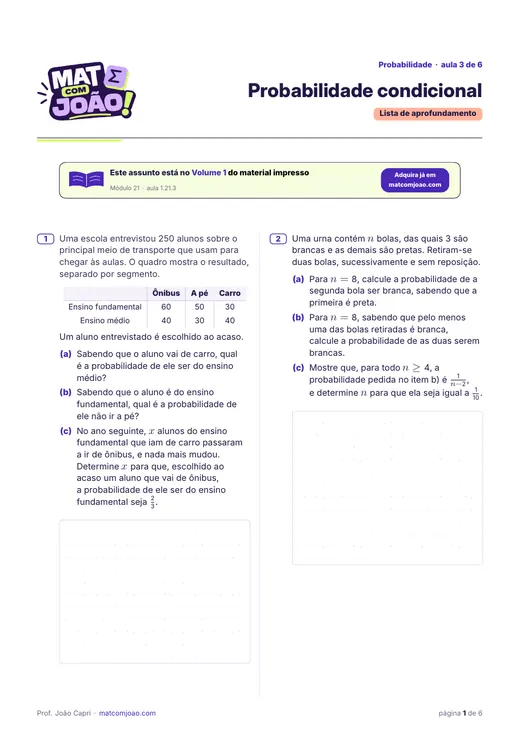 MAT Σ
COM
JOÃO!
Probabilidade · aula 3 de 6
Probabilidade condicional
Lista de aprofundamento
Este assunto está no Volume 1 do material impresso
Módulo 21 · aula 1.21.3
Adquira já em
matcomjoao.com
1 Uma escola entrevistou 250 alunos sobre o
principal meio de transporte que usam para
chegar às aulas. O quadro mostra o resultado,
separado por segmento.
Ônibus A pé Carro
Ensino fundamental 60 50 30
Ensino médio 40 30 40
Um aluno entrevistado é escolhido ao acaso.
(a) Sabendo que o aluno vai de carro, qual
é a probabilidade de ele ser do ensino
médio?
(b) Sabendo que o aluno é do ensino
fundamental, qual é a probabilidade de
ele não ir a pé?
(c) No ano seguinte, x alunos do ensino
fundamental que iam de carro passaram
a ir de ônibus, e nada mais mudou.
Determine x para que, escolhido ao
acaso um aluno que vai de ônibus,
a probabilidade de ele ser do ensino
fundamental seja 2/3.
2 Uma urna contém n bolas, das quais 3 são
brancas e as demais são pretas. Retiram-se
duas bolas, sucessivamente e sem reposição.
(a) Para n = 8, calcule a probabilidade de a
segunda bola ser branca, sabendo que a
primeira é preta.
(b) Para n = 8, sabendo que pelo menos
uma das bolas retiradas é branca,
calcule a probabilidade de as duas serem
brancas.
(c) Mostre que, para todo n ≥ 4, a
probabilidade pedida no item b) é 1/(n−2),
e determine n para que ela seja igual a 1/10.
Prof. João Capri · matcomjoao.com
página 1 de 6